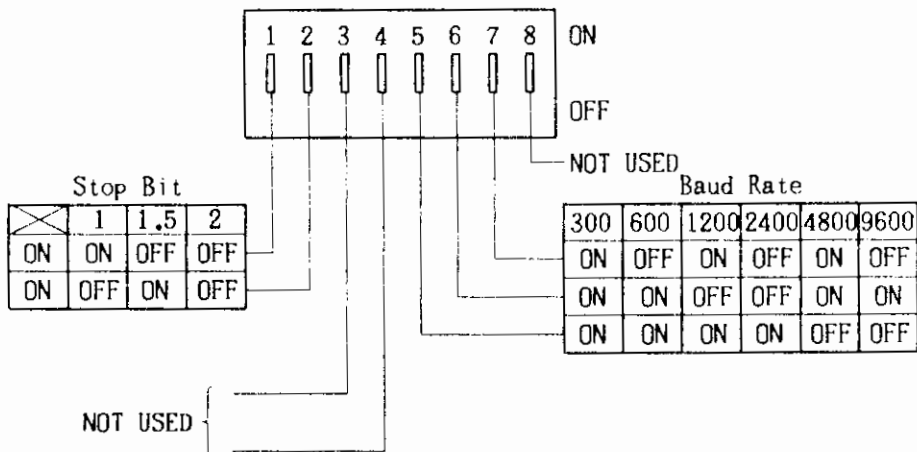 1 2 3 4 5 6 7 8 ON
OFF
NOT USED
Stop Bit
1 1.5 2
ON ON OFF OFF
ON OFF ON OFF
Baud Rate
300 600 1200 2400 4800 9600
ON OFF ON OFF ON OFF
ON ON OFF OFF ON ON
ON ON ON ON OFF OFF
NOT USED